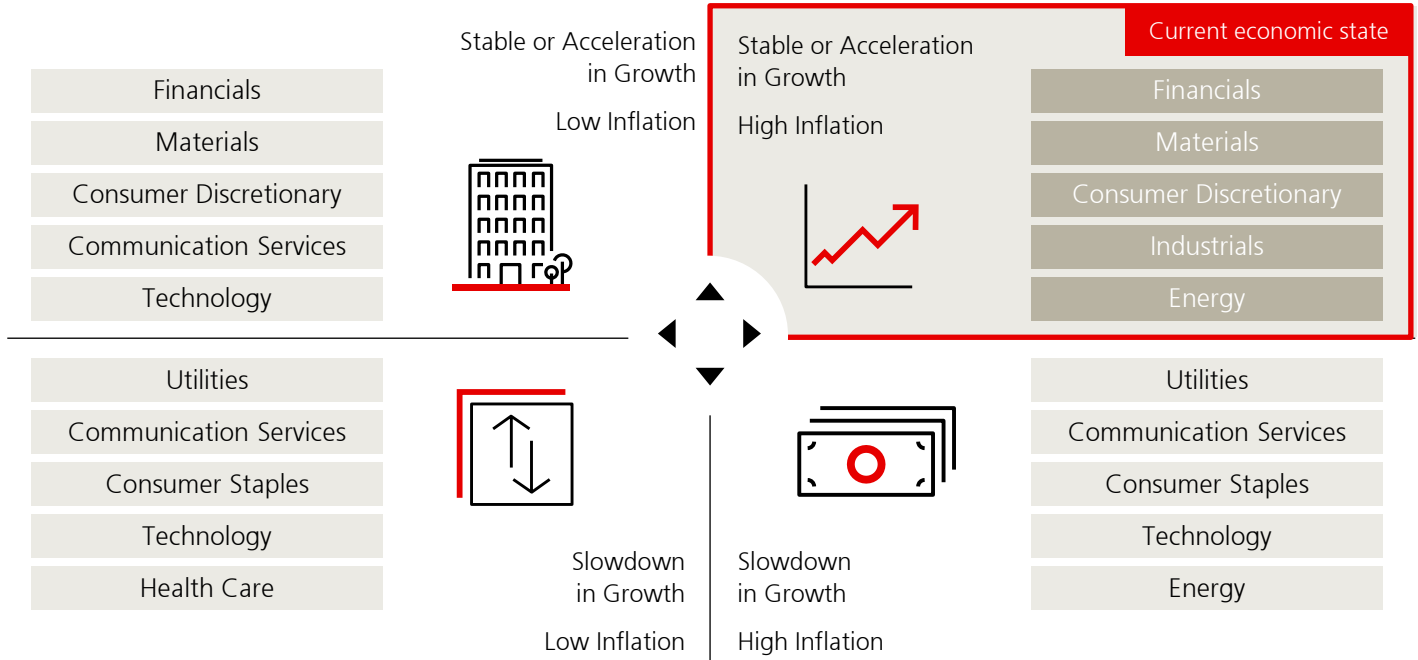 Stable or Acceleration
in Growth
Low Inflation
Financials
Materials
Consumer Discretionary
Communication Services
Technology
Current economic state
Stable or Acceleration
in Growth
High Inflation
Financials
Materials
Consumer Discretionary
Industrials
Energy
Utilities
Communication Services
Consumer Staples
Technology
Health Care
Slowdown
in Growth
Low Inflation
Slowdown
in Growth
High Inflation
Utilities
Communication Services
Consumer Staples
Technology
Energy